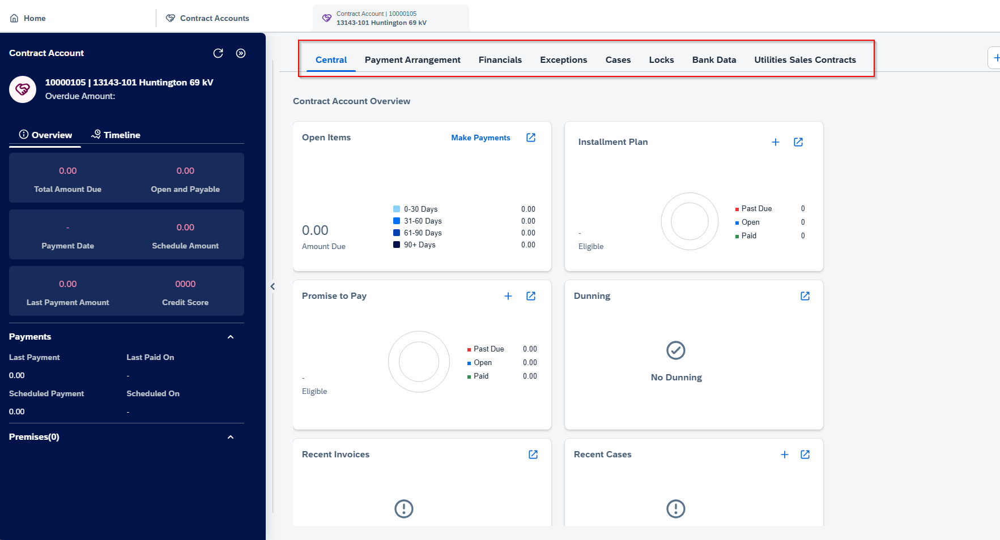 Home
Contract Accounts
Contract Account | 10000105
13143-101 Huntington 69 kV
Contract Account
10000105 | 13143-101 Huntington 69 kV
Overdue Amount:
Overview
Timeline
0.00
0.00
Total Amount Due
Open and Payable
-
0.00
Payment Date
Schedule Amount
0.00
0000
Last Payment Amount
Credit Score
Payments
Last Payment
Last Paid On
0.00
-
Scheduled Payment
Scheduled On
0.00
-
Premises(0)
Central
Payment Arrangement
Financials
Exceptions
Cases
Locks
Bank Data
Utilities Sales Contracts
Contract Account Overview
Open Items
Make Payments
0-30 Days 0.00
31-60 Days 0.00
61-90 Days 0.00
90+ Days 0.00
0.00
Amount Due
Installment Plan
-
Eligible
Past Due 0
Open 0
Paid 0
Promise to Pay
-
Eligible
Past Due 0.00
Open 0.00
Paid 0.00
Dunning
No Dunning
Recent Invoices
Recent Cases